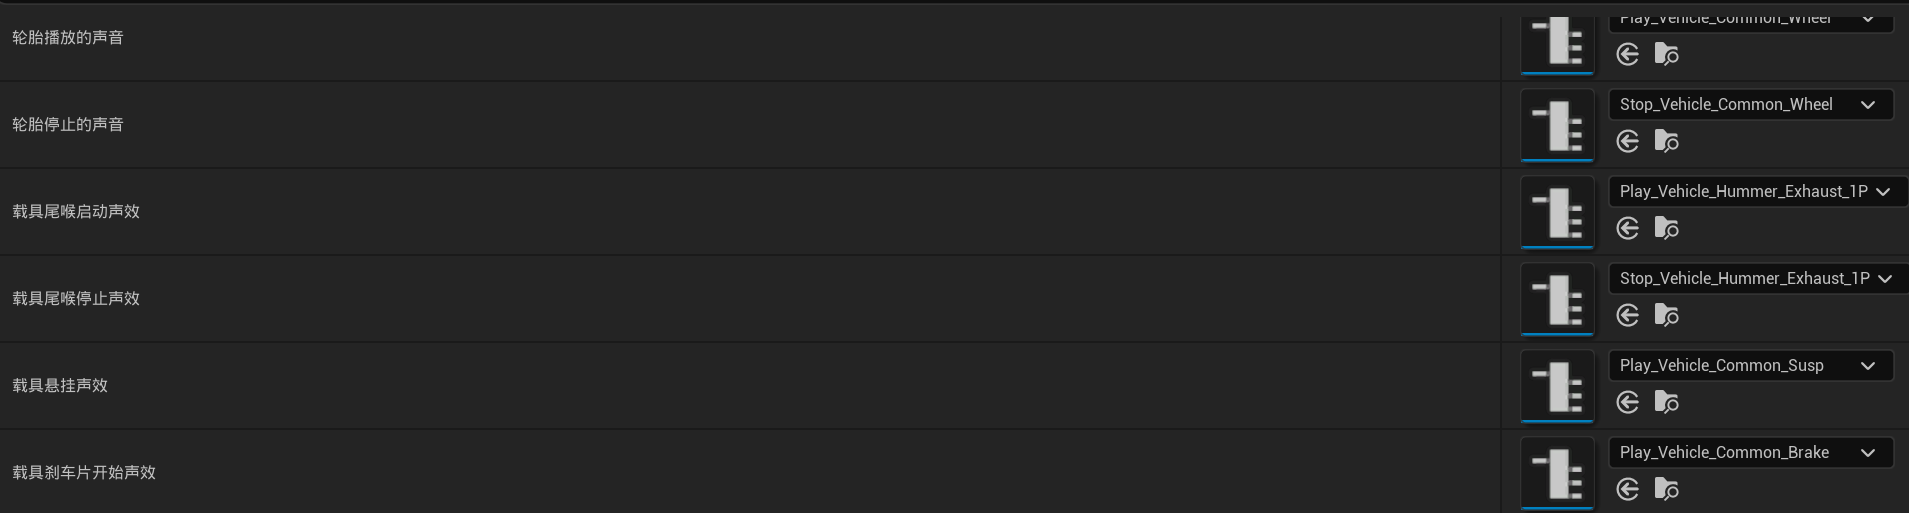 轮胎播放的声音
Play_Vehicle_Common_Wheel
轮胎停止的声音
Stop_Vehicle_Common_Wheel
载具尾喉启动声效
Play_Vehicle_Hummer_Exhaust_1P
载具尾喉停止声效
Stop_Vehicle_Hummer_Exhaust_1P
载具悬挂声效
Play_Vehicle_Common_Susp
载具刹车片开始声效
Play_Vehicle_Common_Brake